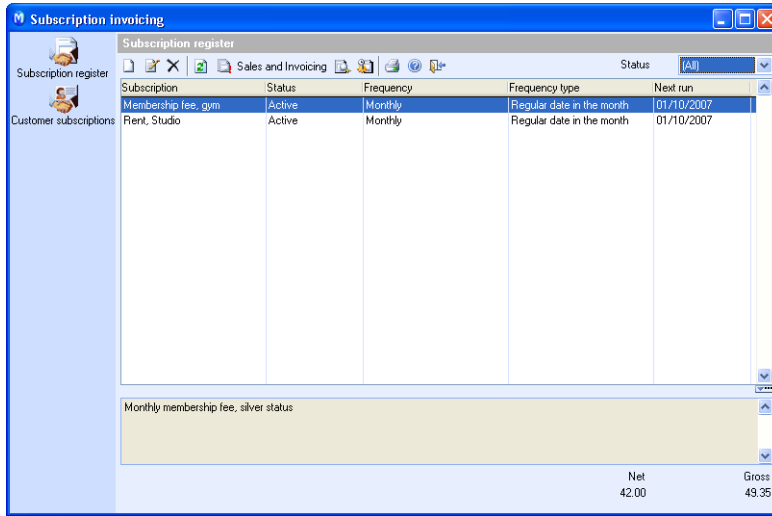 Subscription invoicing
Subscription register
Subscription register
Customer subscriptions
Sales and Invoicing
Status (All)
Subscription Status Frequency Frequency type Next run
Membership fee, gym Active Monthly Regular date in the month 01/10/2007
Rent, Studio Active Monthly Regular date in the month 01/10/2007
Monthly membership fee, silver status
Net Gross
42.00 49.35